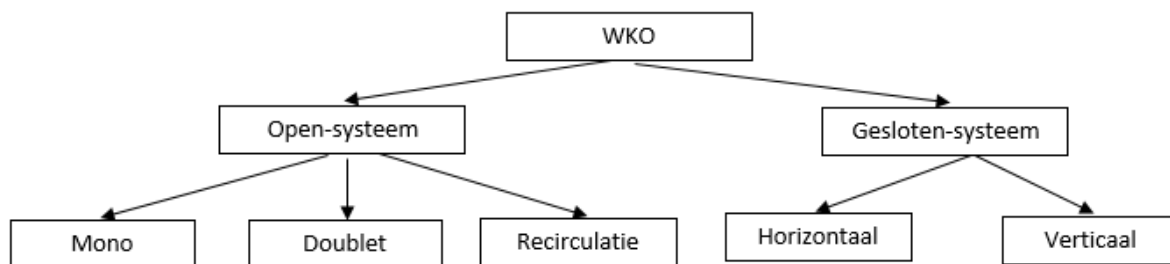 WKO
Open-systeem
Gesloten-systeem
Mono
Doublet
Recirculatie
Horizontaal
Verticaal